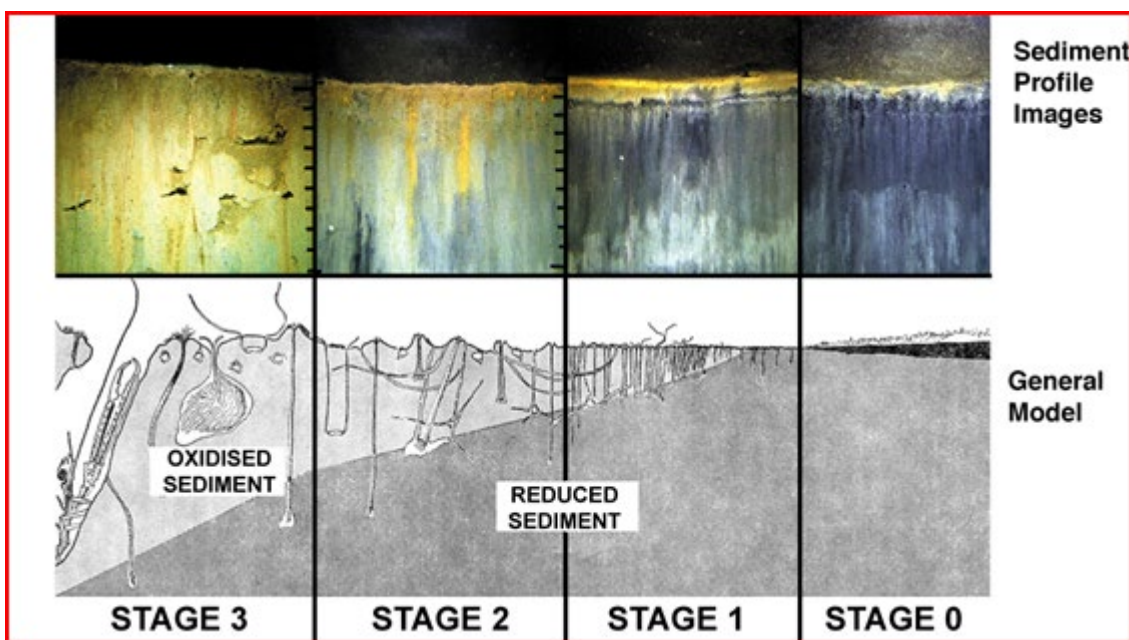 Sediment
Profile
Images
General
Model
OXIDISED
SEDIMENT
REDUCED
SEDIMENT
STAGE 3
STAGE 2
STAGE 1
STAGE 0